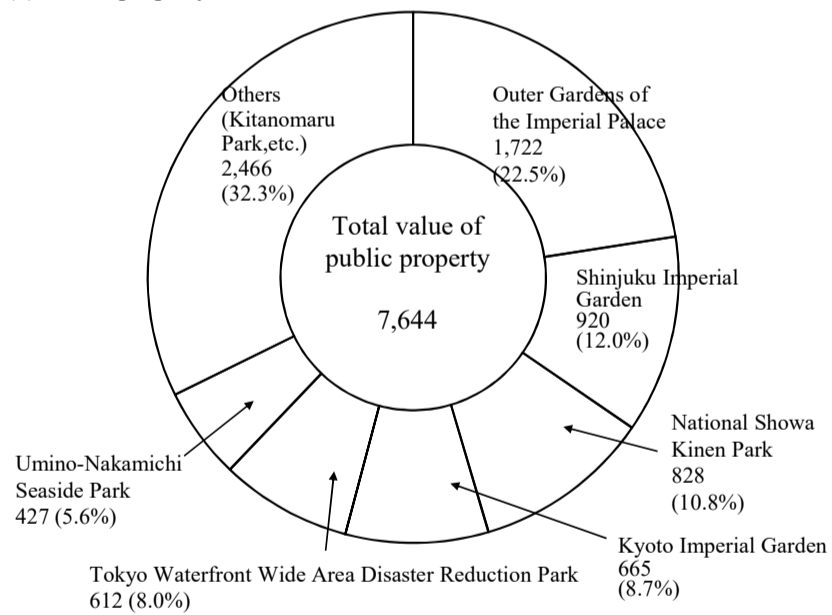 Others
(Kitanomaru
Park,etc.)
2,466
(32.3%)
Outer Gardens of
the Imperial Palace
1,722
(22.5%)
Total value of
public property
7,644
Shinjuku Imperial
Garden
920
(12.0%)
National Showa
Kinen Park
828
(10.8%)
Kyoto Imperial Garden
665
(8.7%)
Tokyo Waterfront Wide Area Disaster Reduction Park
612 (8.0%)
Umino-Nakamichi
Seaside Park
427 (5.6%)